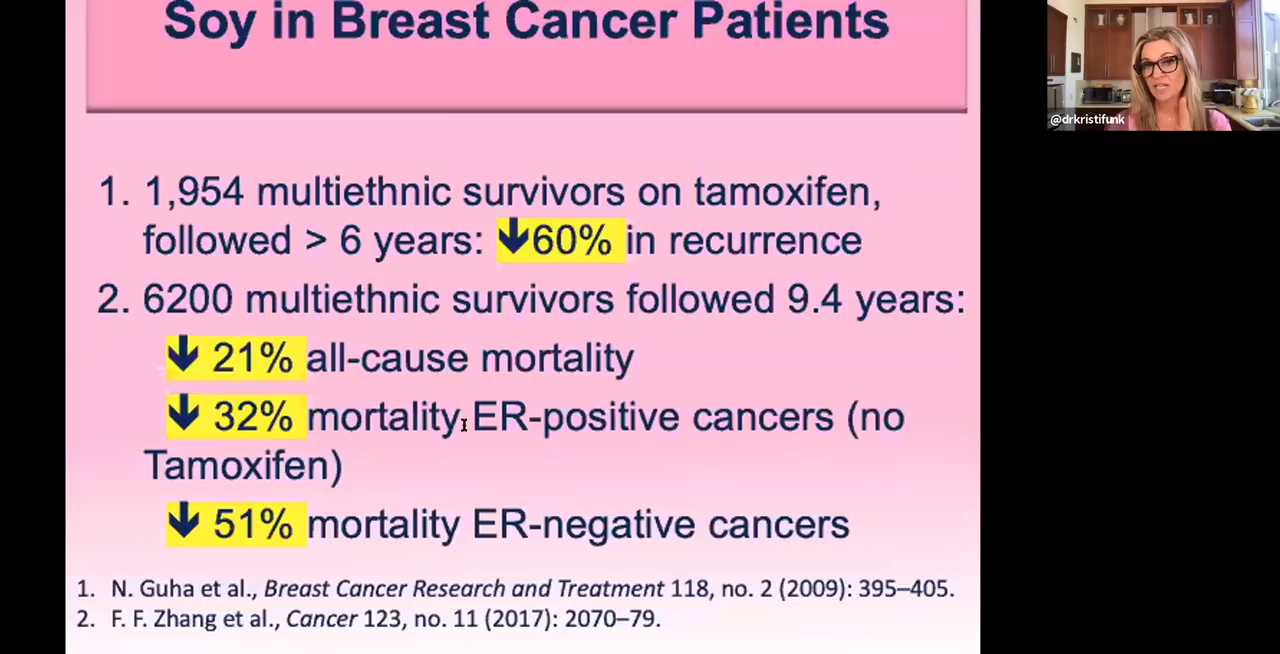 Soy in Breast Cancer Patients
@drkristifunk
1. 1,954 multiethnic survivors on tamoxifen,
followed > 6 years: ↓60% in recurrence
2. 6200 multiethnic survivors followed 9.4 years:
↓ 21% all-cause mortality
↓ 32% mortality ER-positive cancers (no
Tamoxifen)
↓ 51% mortality ER-negative cancers
1. N. Guha et al., Breast Cancer Research and Treatment 118, no. 2 (2009): 395–405.
2. F. F. Zhang et al., Cancer 123, no. 11 (2017): 2070–79.